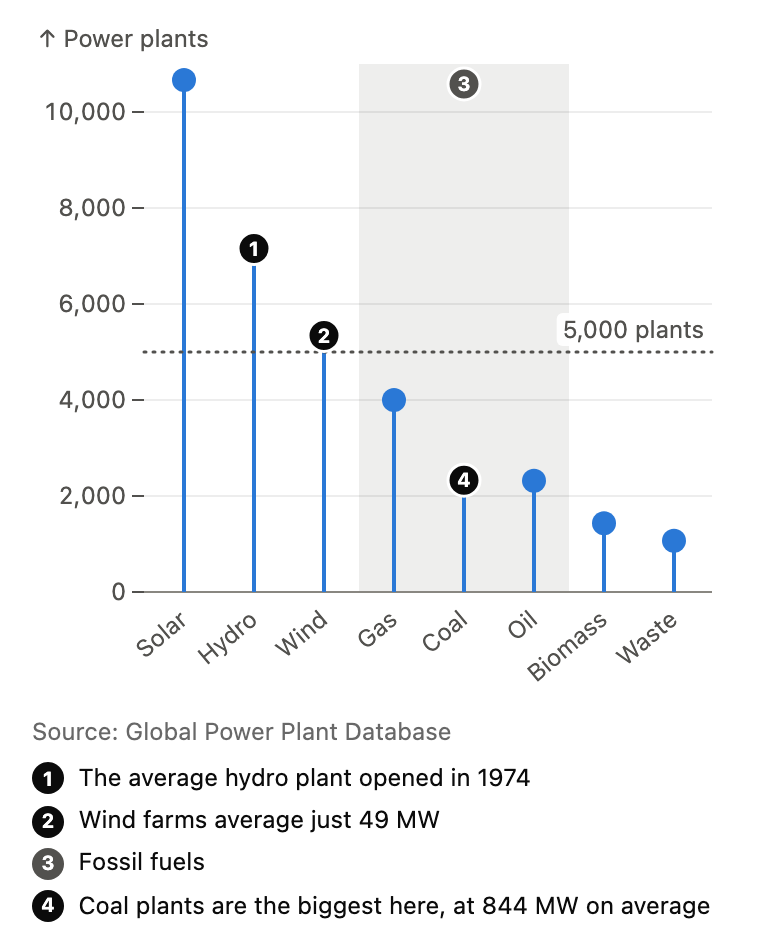 ↑ Power plants
10,000
8,000
6,000
4,000
2,000
0
3
1
2
5,000 plants
4
Solar
Hydro
Wind
Gas
Coal
Oil
Biomass
Waste
Source: Global Power Plant Database
1 The average hydro plant opened in 1974
2 Wind farms average just 49 MW
3 Fossil fuels
4 Coal plants are the biggest here, at 844 MW on average